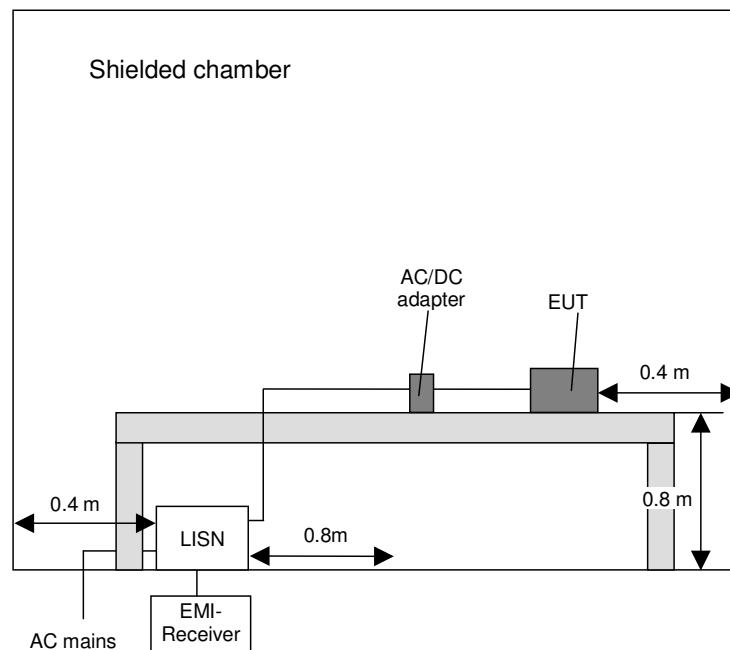 Shielded chamber
AC/DC
adapter
EUT
0.4 m
0.4 m
0.8 m
LISN
0.8m
EMI-
Receiver
AC mains